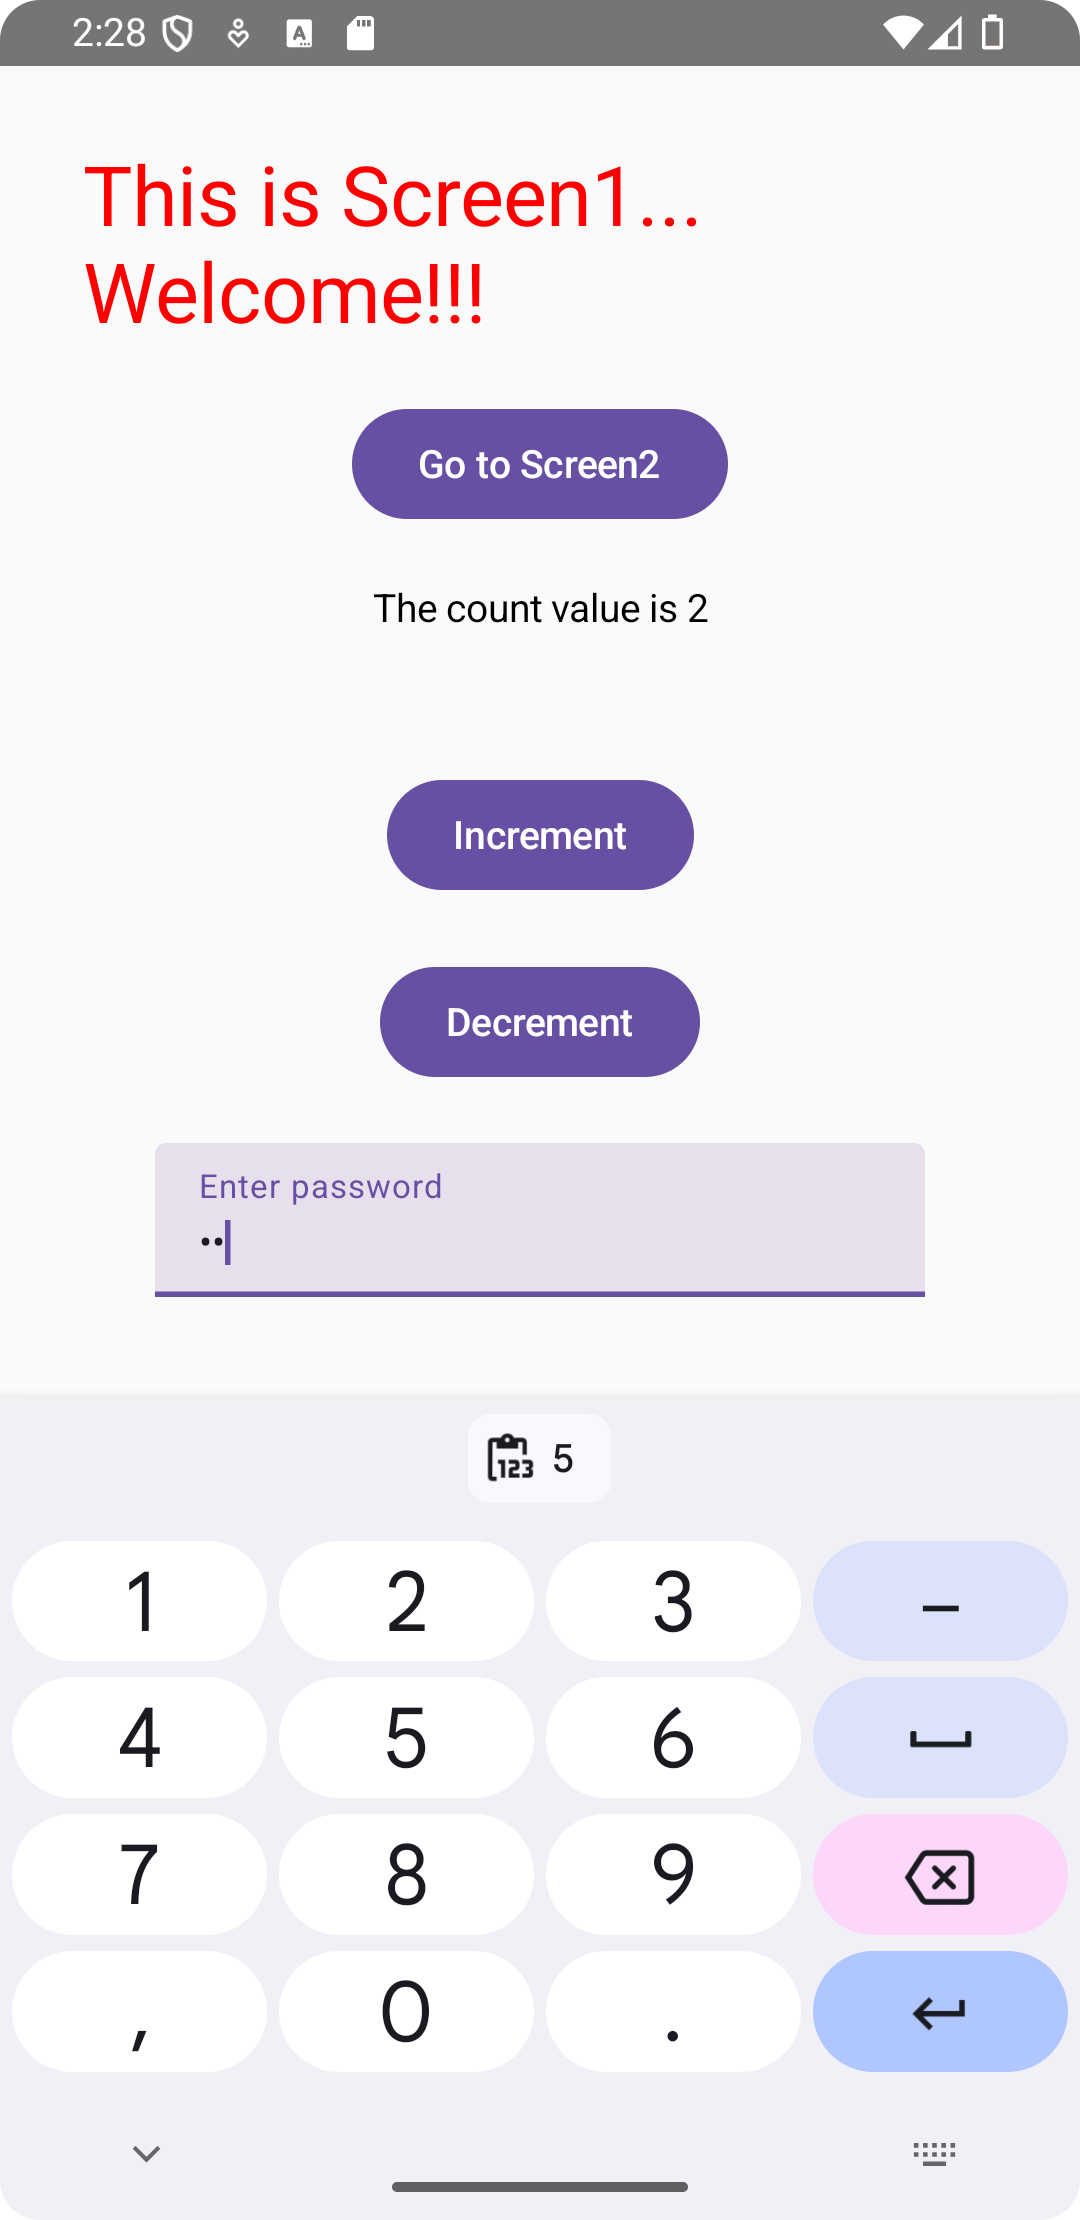 2:28
This is Screen1...
Welcome!!!
Go to Screen2
The count value is 2
Increment
Decrement
Enter password
••
123 5
1 2 3 –
4 5 6
7 8 9
, 0 .